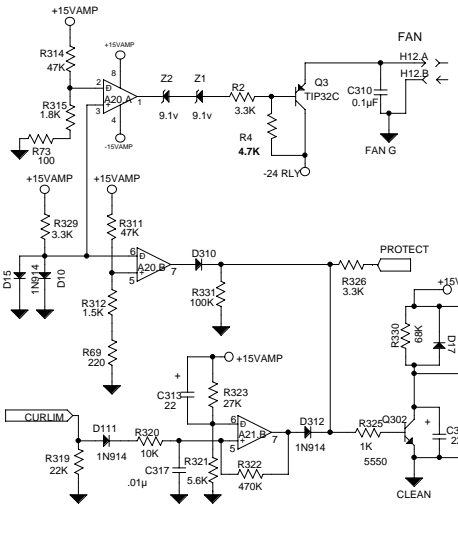 +15VAMP
FAN
R314
47K
+15VAMP
8
2
A20.A
1
3
4
-15VAMP
Z2
9.1v
Z1
9.1v
R2
3.3K
Q3
TIP32C
H12.A
H12.B
C310
0.1µF
FAN G
R315
1.8K
R73
100
R4
4.7K
-24 RLY
+15VAMP
+15VAMP
R329
3.3K
R311
47K
D15
1N914
D10
6
A20.B
7
5
D310
R331
100K
R326
3.3K
PROTECT
R312
1.5K
R69
220
+15V
R330
68K
D17
+15VAMP
+
C313
22
R323
27K
CURLIM
D111
1N914
R320
10K
6
A21.B
7
5
D312
1N914
R325
1K
Q302
5550
+
R319
22K
C317
.01µ
R321
5.6K
R322
470K
CLEAN